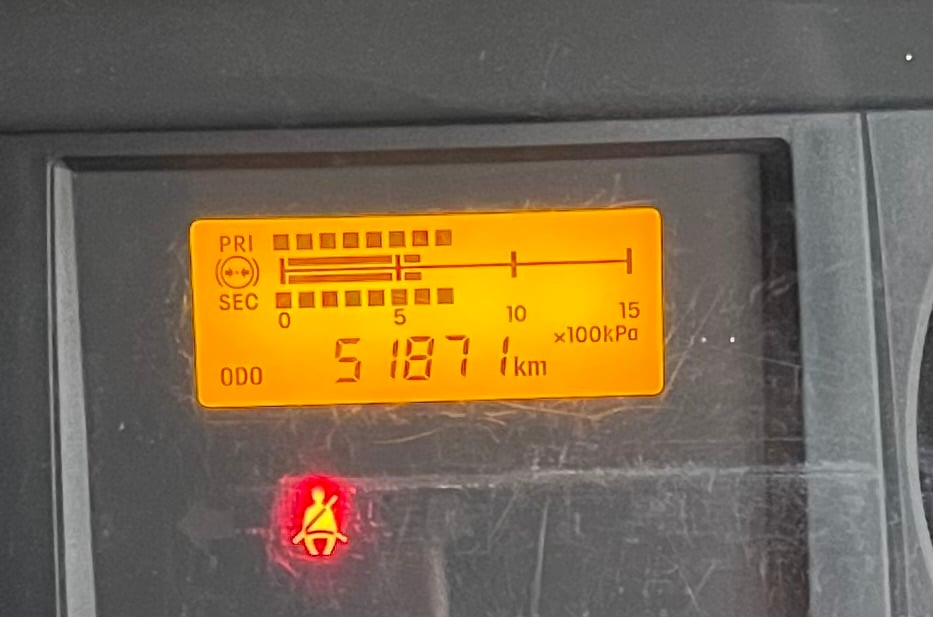 PRI
SEC
0 5 10 15
×100kPa
ODO 51871km